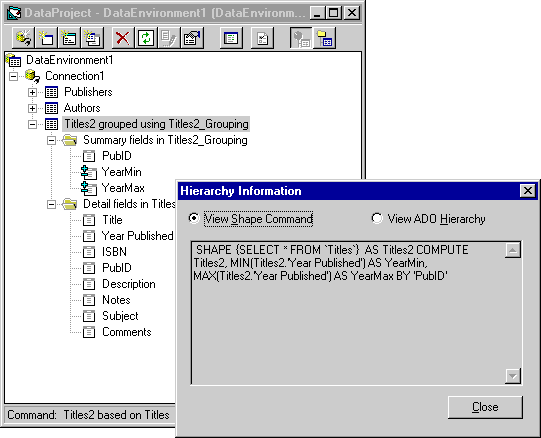 DataProject - DataEnvironment1 (DataEnvironm...
DataEnvironment1
Connection1
Publishers
Authors
Titles2 grouped using Titles2_Grouping
Summary fields in Titles2_Grouping
PubID
YearMin
YearMax
Detail fields in Titles
Title
Year Published
ISBN
PubID
Description
Notes
Subject
Comments
Command: Titles2 based on Titles
Hierarchy Information
View Shape Command
View ADO Hierarchy
SHAPE {SELECT * FROM `Titles`} AS Titles2 COMPUTE
Titles2, MIN(Titles2.'Year Published') AS YearMin,
MAX(Titles2.'Year Published') AS YearMax BY 'PubID'
Close